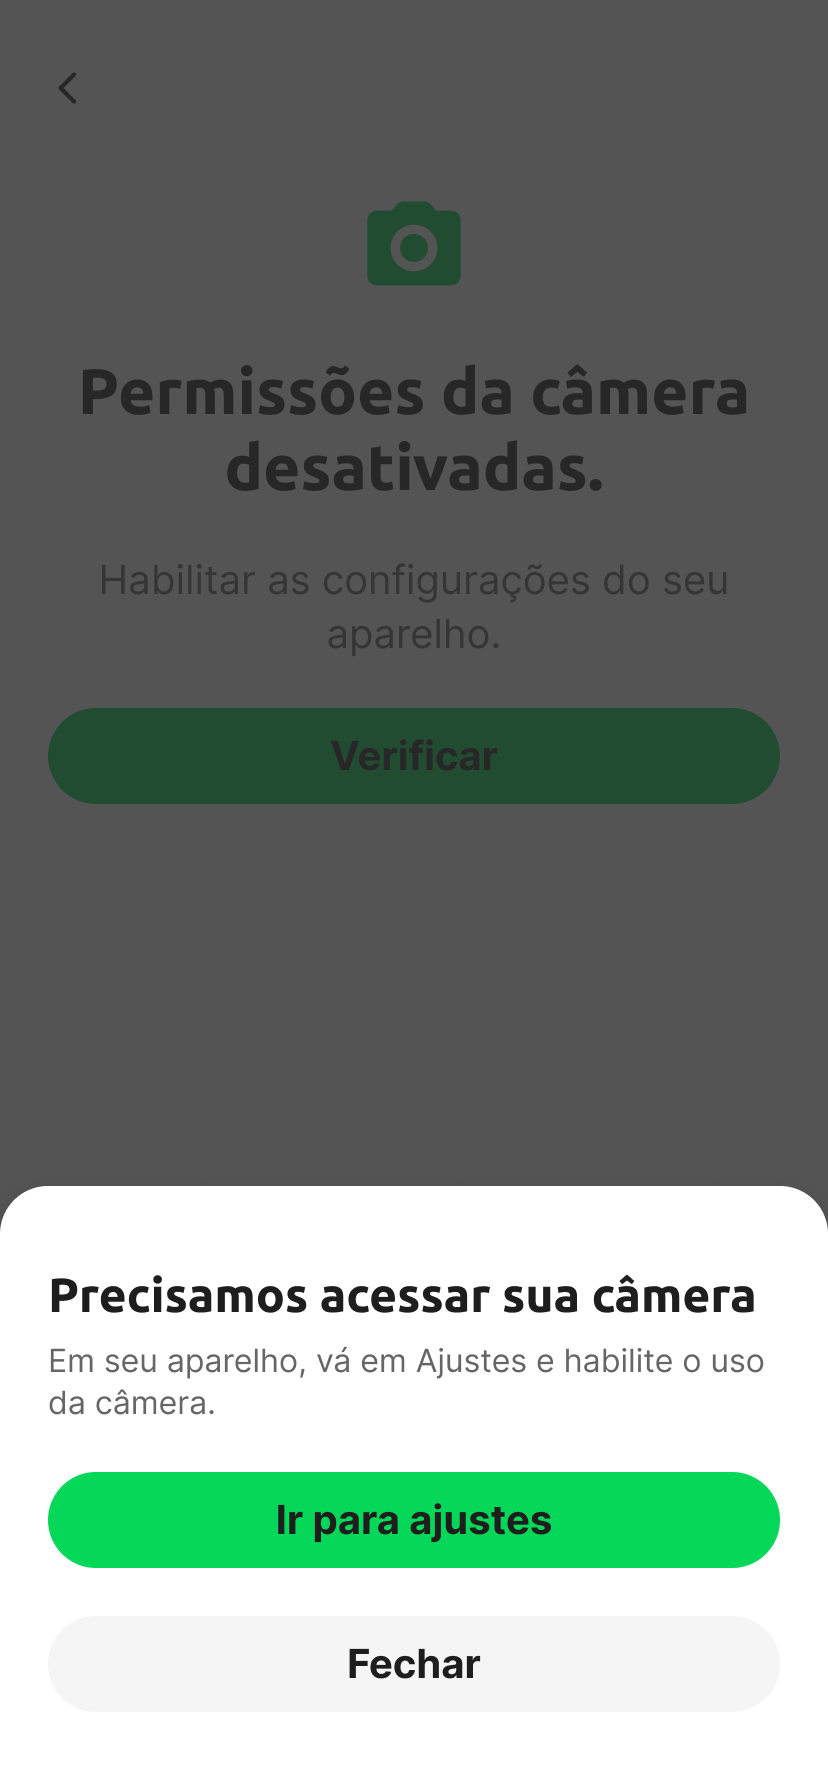 Permissões da câmera
desativadas.
Habilitar as configurações do seu
aparelho.
Verificar
Precisamos acessar sua câmera
Em seu aparelho, vá em Ajustes e habilite o uso
da câmera.
Ir para ajustes
Fechar